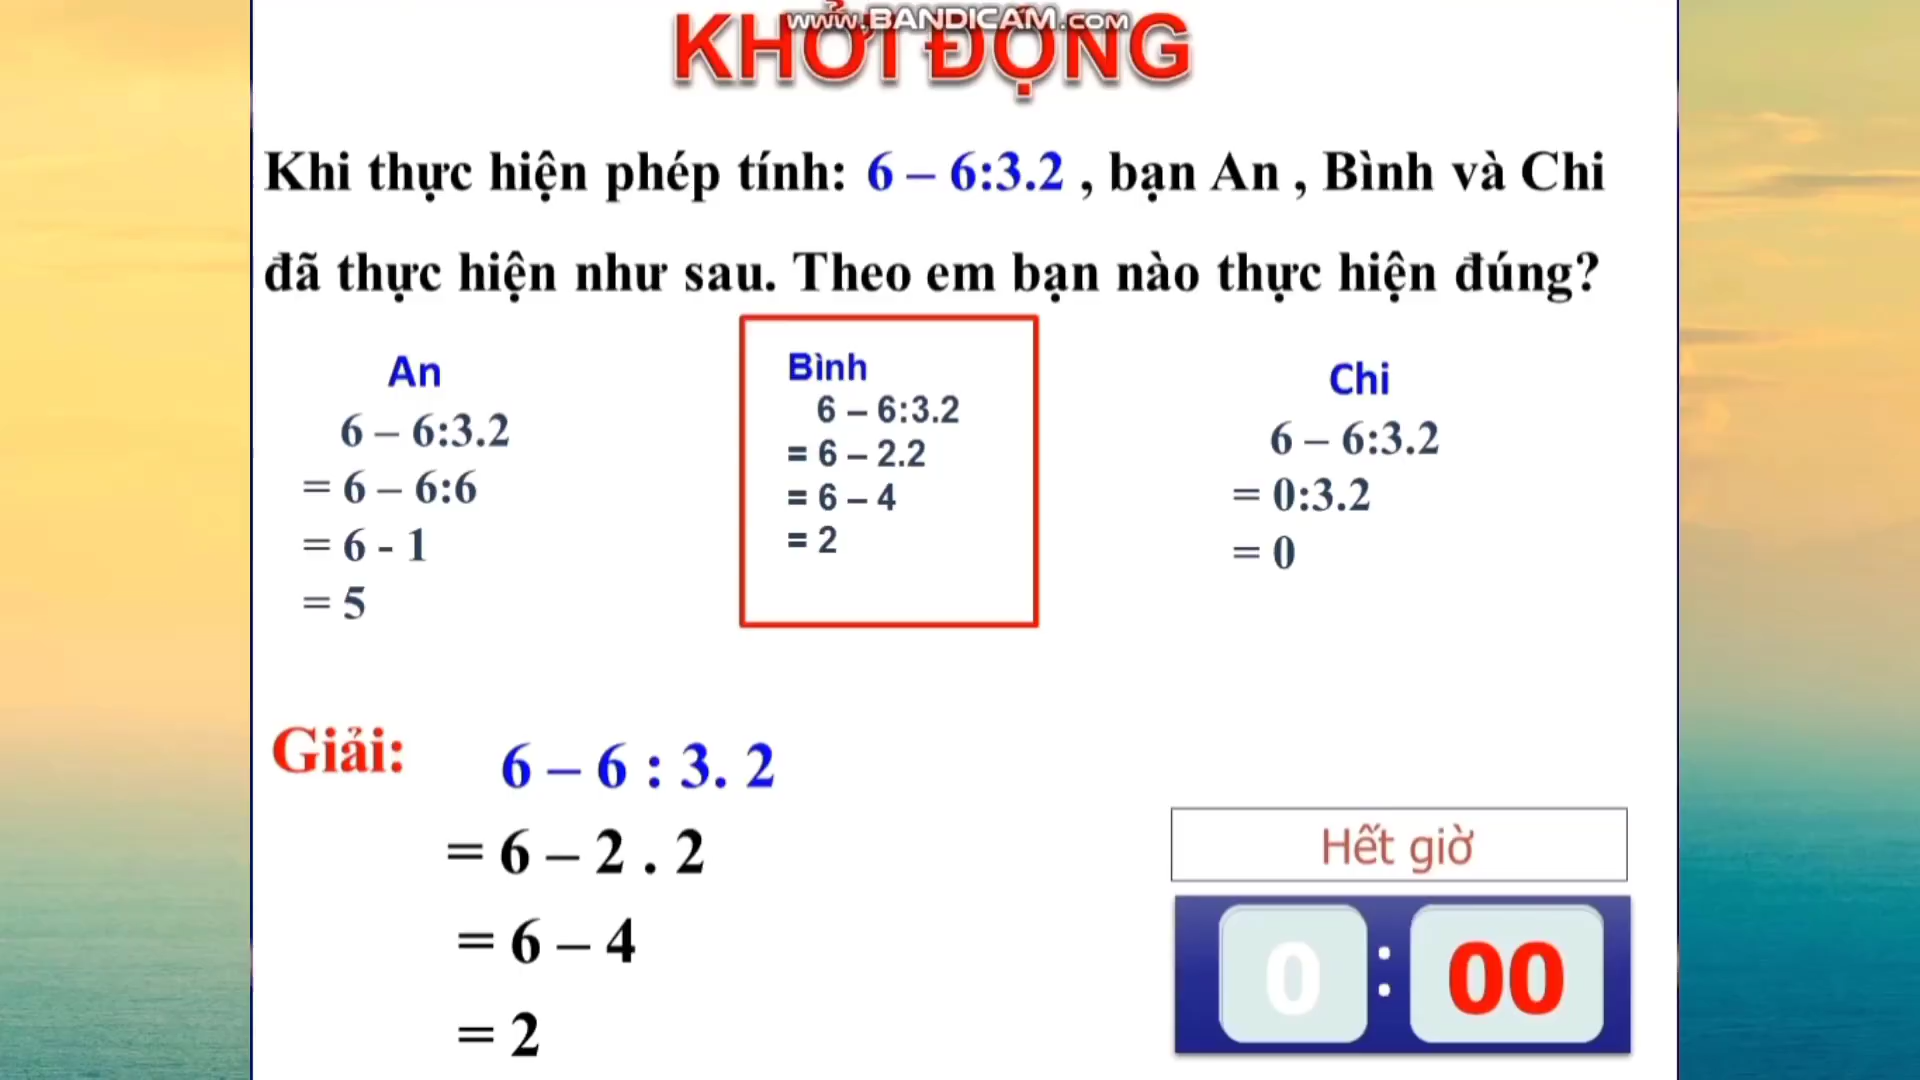 www.BANDICAM.com
KHỞI ĐỘNG
Khi thực hiện phép tính: 6 – 6:3.2 , bạn An , Bình và Chi
đã thực hiện như sau. Theo em bạn nào thực hiện đúng?
An
6 – 6:3.2
= 6 – 6:6
= 6 - 1
= 5
Bình
6 – 6:3.2
= 6 – 2.2
= 6 – 4
= 2
Chi
6 – 6:3.2
= 0:3.2
= 0
Giải:
6 – 6 : 3. 2
= 6 – 2 . 2
= 6 – 4
= 2
Hết giờ
0 : 00